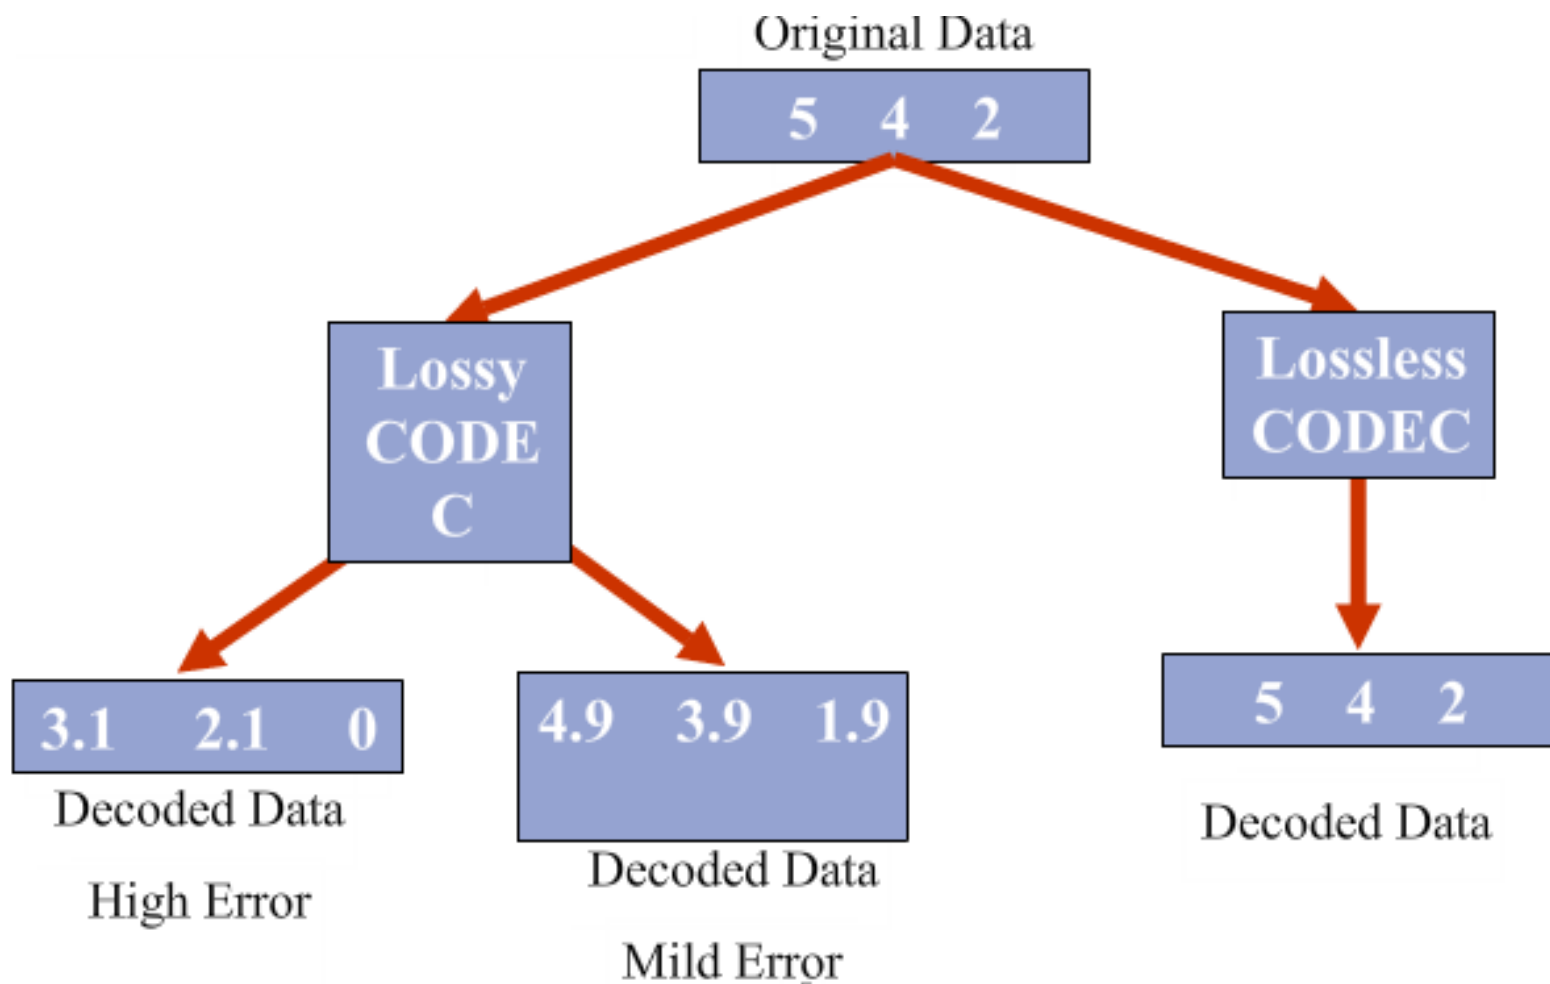 Original Data
5 4 2
Lossy
CODE
C
Lossless
CODEC
3.1 2.1 0
Decoded Data
High Error
4.9 3.9 1.9
Decoded Data
Mild Error
5 4 2
Decoded Data